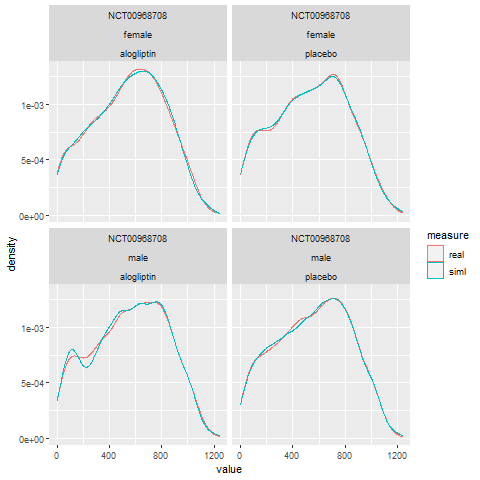 NCT00968708
NCT00968708
female
female
alogliptin
placebo
1e-03
5e-04
0e+00
NCT00968708
NCT00968708
male
male
alogliptin
placebo
1e-03
5e-04
0e+00
0
400
800
1200
0
400
800
1200
value
density
measure
real
siml